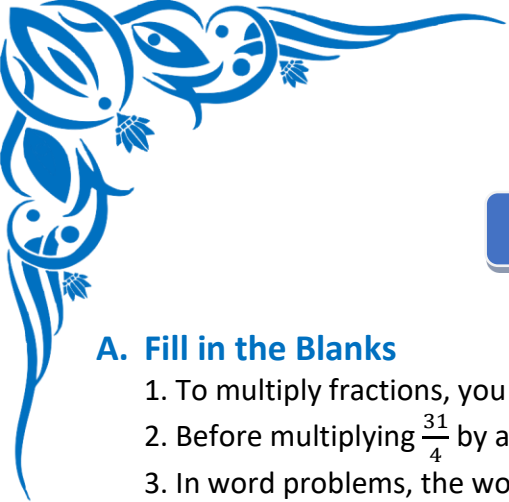 A. Fill in the Blanks
1. To multiply fractions, you
2. Before multiplying 31/4 by a
3. In word problems, the wo